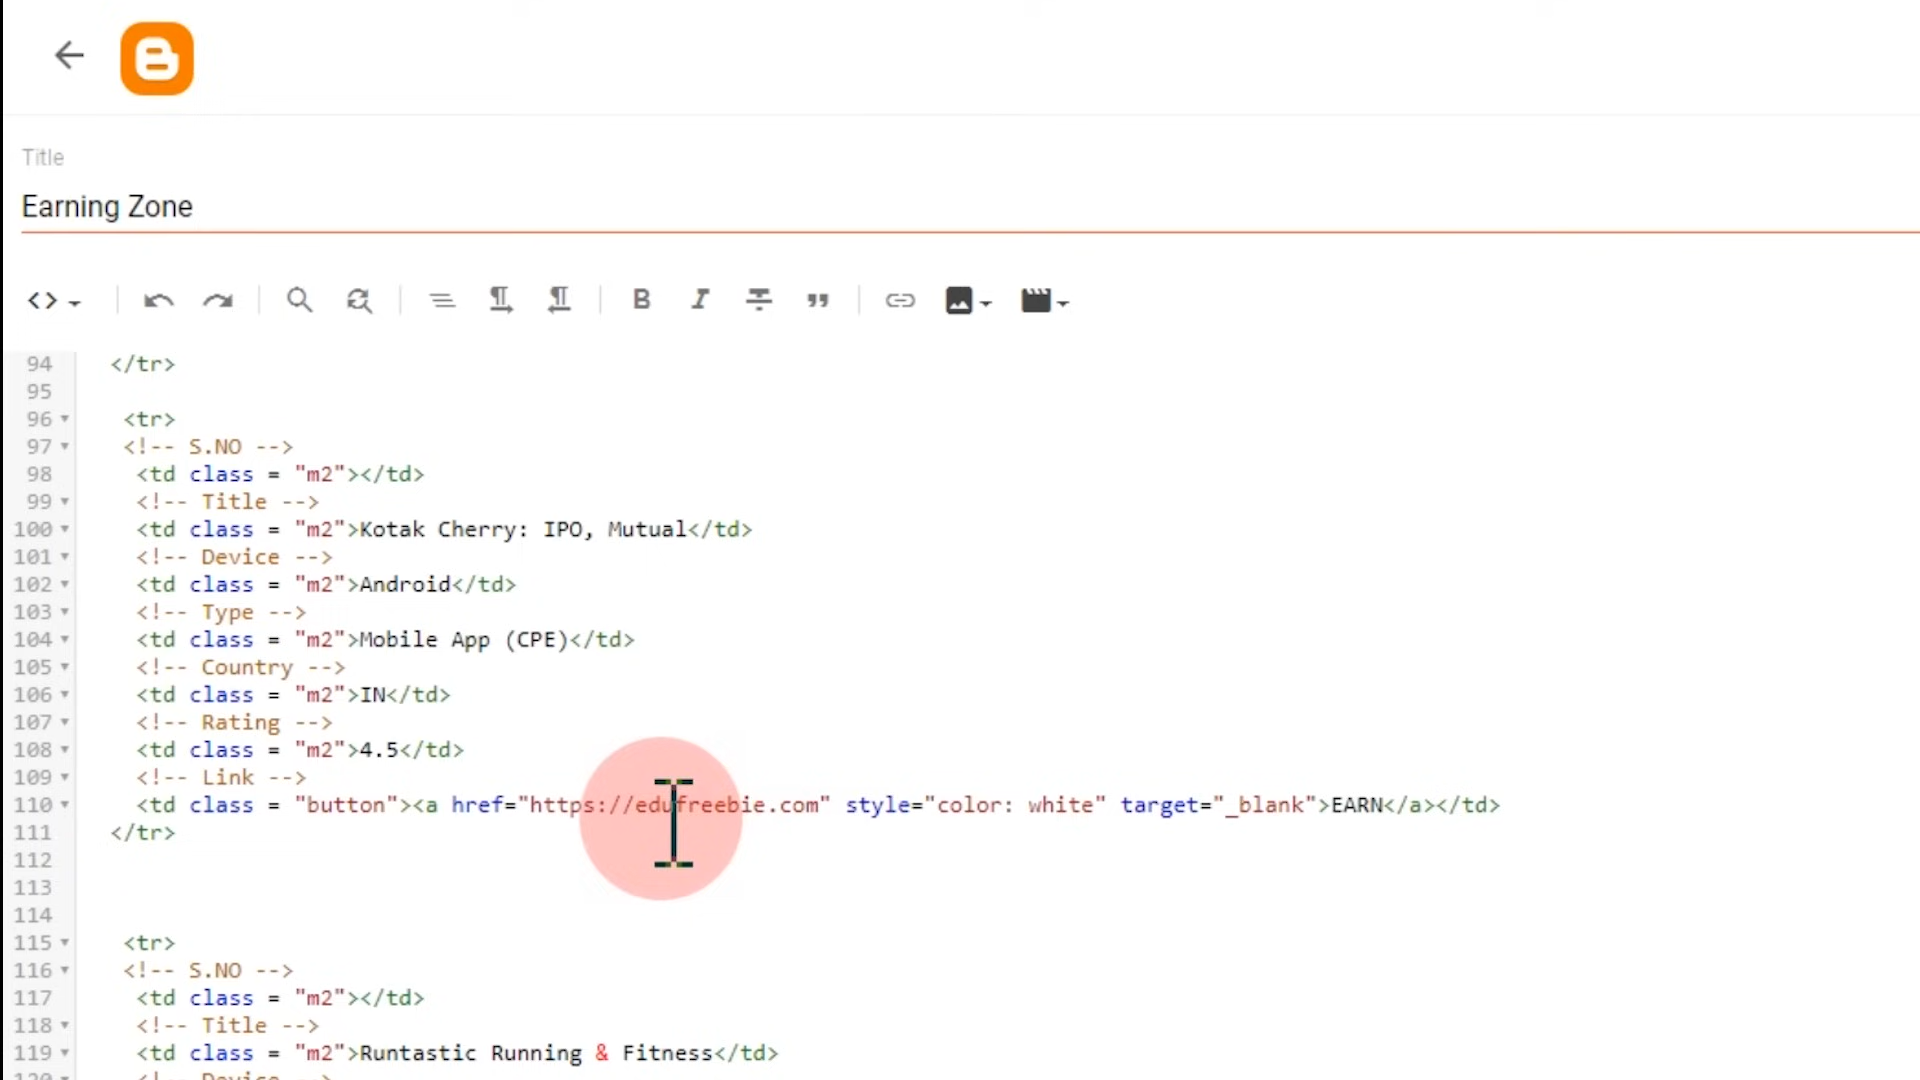 Title
Earning Zone
94 </tr>
95
96 <tr>
97 <!-- S.NO -->
98 <td class = "m2"></td>
99 <!-- Title -->
100 <td class = "m2">Kotak Cherry: IPO, Mutual</td>
101 <!-- Device -->
102 <td class = "m2">Android</td>
103 <!-- Type -->
104 <td class = "m2">Mobile App (CPE)</td>
105 <!-- Country -->
106 <td class = "m2">IN</td>
107 <!-- Rating -->
108 <td class = "m2">4.5</td>
109 <!-- Link -->
110 <td class = "button"><a href="https://edufreebie.com" style="color: white" target="_blank">EARN</a></td>
111 </tr>
112
113
114
115 <tr>
116 <!-- S.NO -->
117 <td class = "m2"></td>
118 <!-- Title -->
119 <td class = "m2">Runtastic Running & Fitness</td>
120 <!-- Device -->